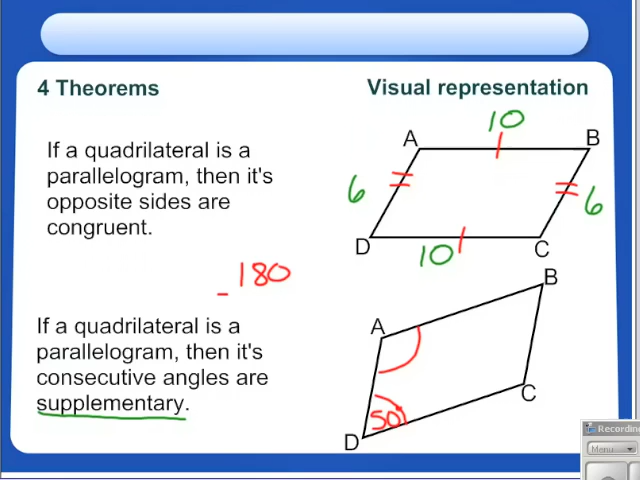 4 Theorems
Visual representation
If a quadrilateral is a
parallelogram, then it's
opposite sides are
congruent.
10
A
B
6
6
D
10
C
_ 180
If a quadrilateral is a
parallelogram, then it's
consecutive angles are
supplementary.
B
A
C
50
D
Recording
Menu